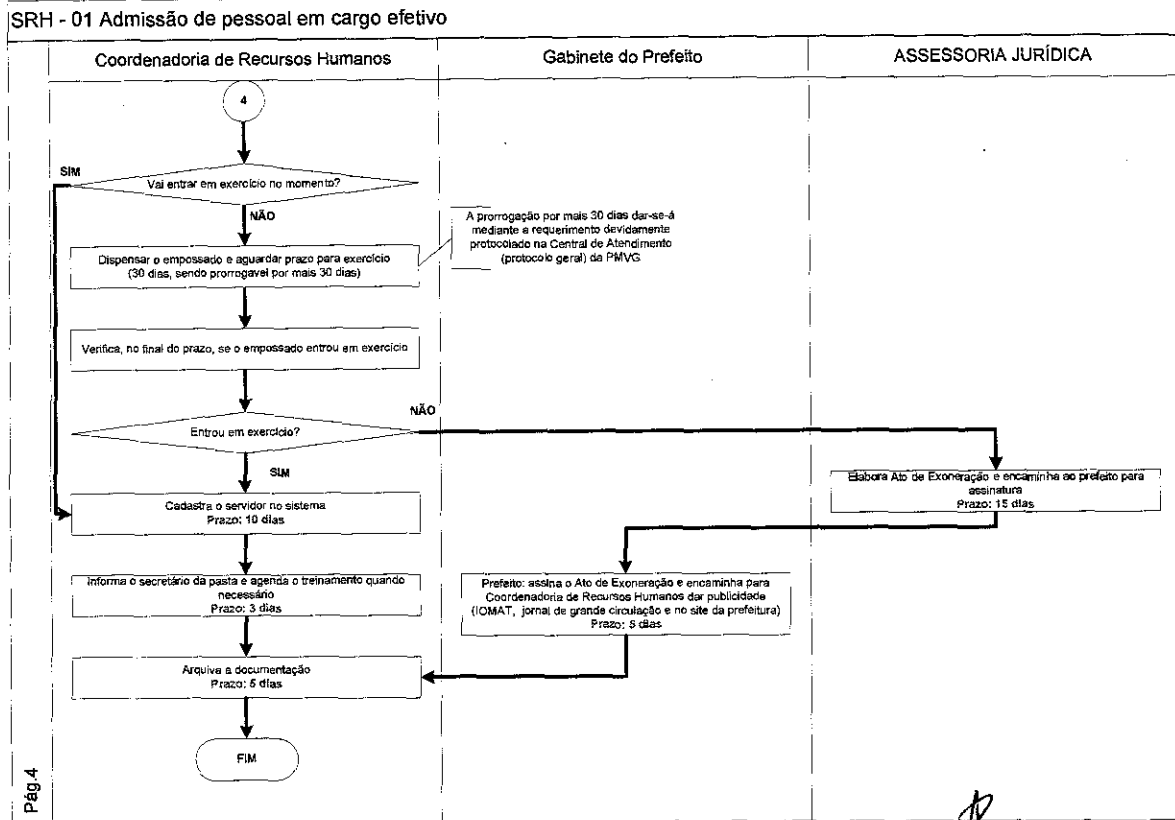 SRH - 01 Admissão de pessoal em cargo efetivo
Coordenadoria de Recursos Humanos
Gabinete do Prefeito
ASSESSORIA JURÍDICA
4
SIM
Vai entrar em exercício no momento?
NÃO
A prorrogação por mais 30 dias dar-se-á
mediante a requerimento devidamente
protocolado na Central de Atendimento
(protocolo geral) da PMVG
Dispensar o empossado e aguardar prazo para exercício
(30 dias, sendo prorrogavel por mais 30 dias)
Verifica, no final do prazo, se o empossado entrou em exercício
NÃO
Entrou em exercício?
SIM
Elabora Ato de Exoneração e encaminha ao prefeito para
assinatura
Prazo: 15 dias
Cadastra o servidor no sistema
Prazo: 10 dias
Informa o secretário da pasta e agenda o treinamento quando
necessário
Prazo: 3 dias
Prefeito: assina o Ato de Exoneração e encaminha para
Coordenadoria de Recursos Humanos dar publicidade
(IOMAT, jornal de grande circulação e no site da prefeitura)
Prazo: 5 dias
Arquiva a documentação
Prazo: 5 dias
FIM
Pág.4